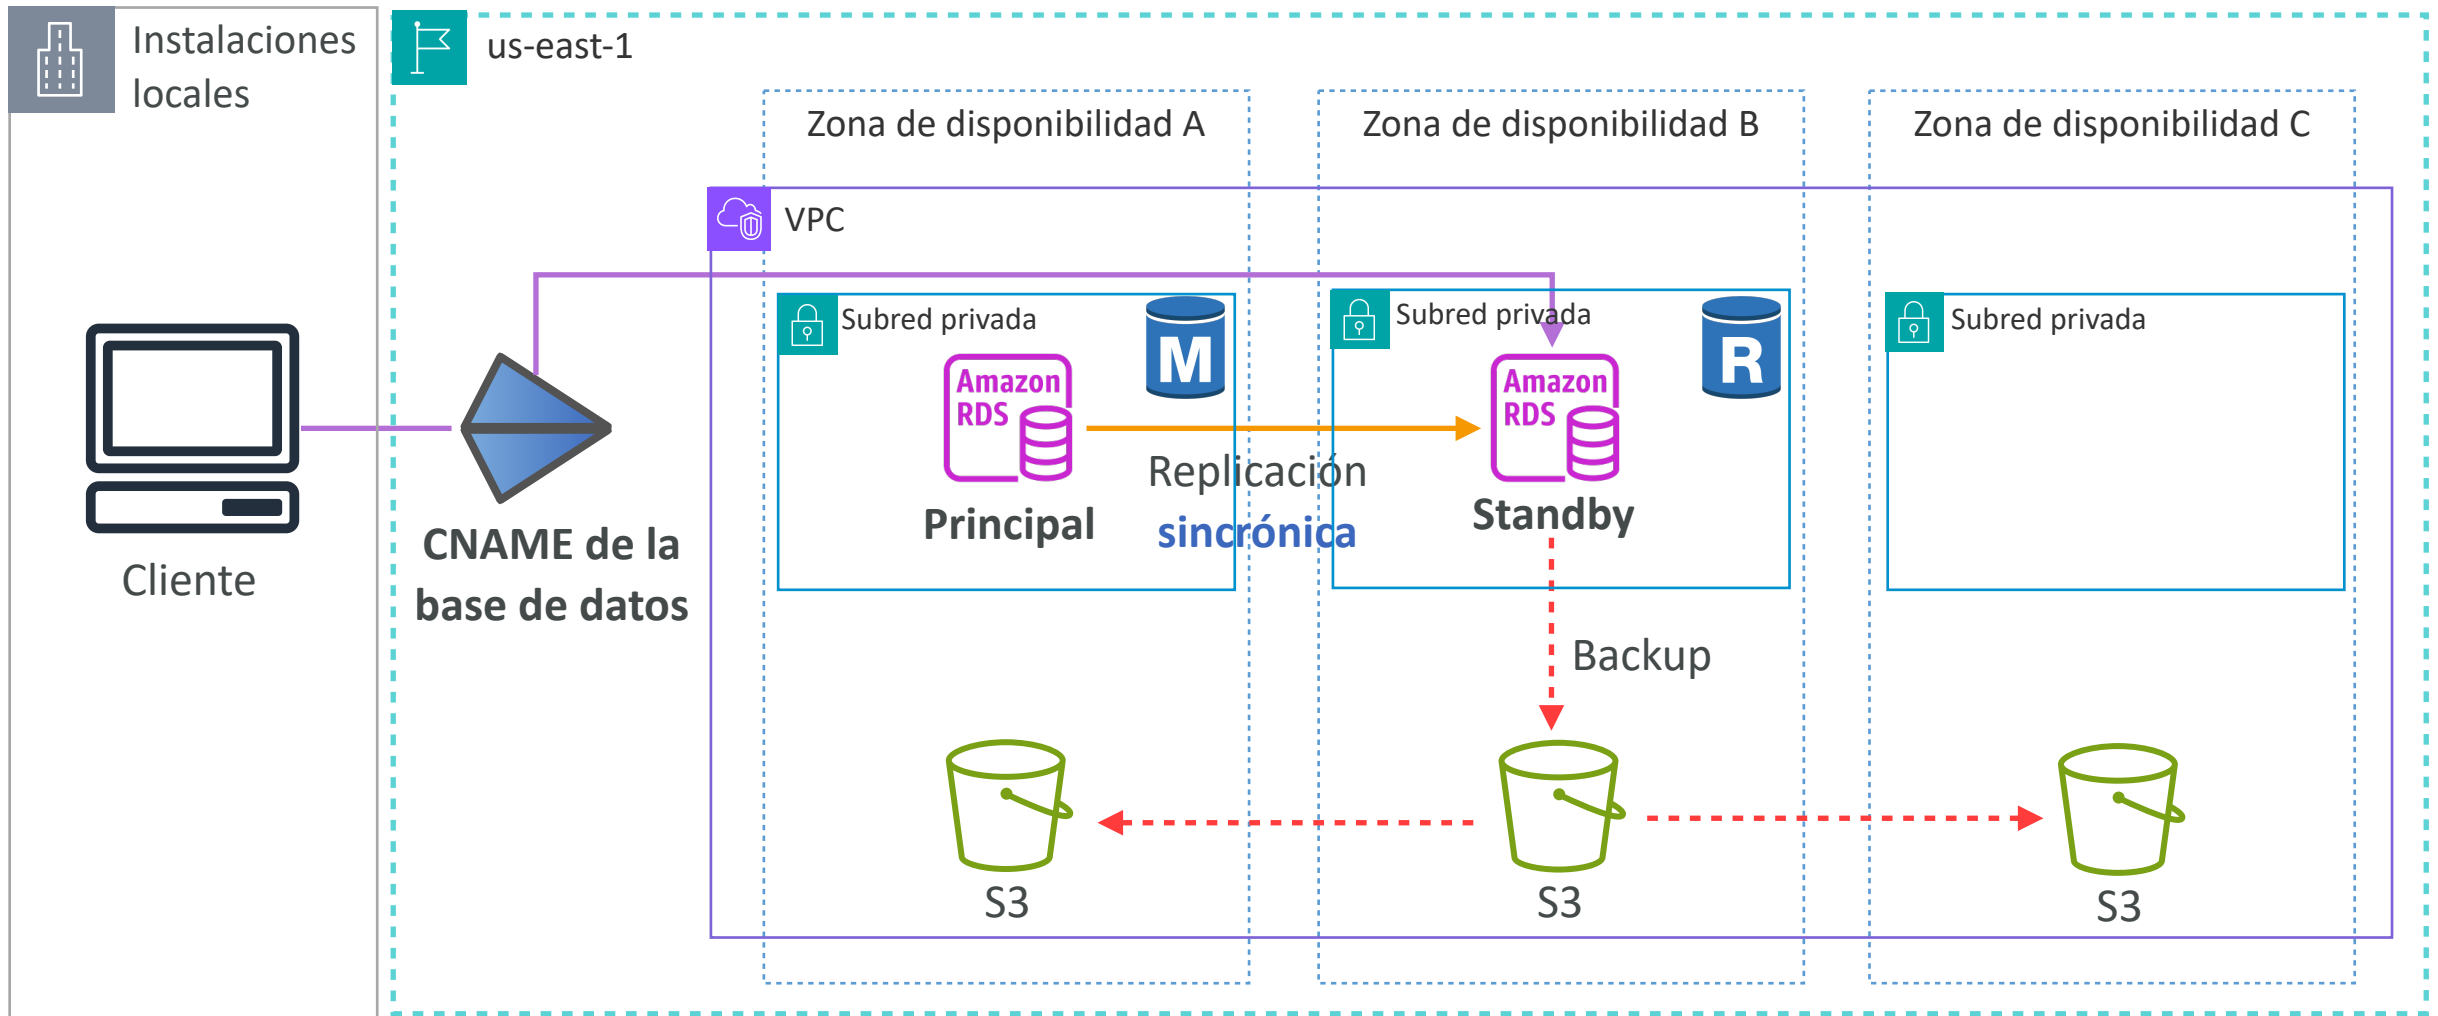 Instalaciones
locales
us-east-1
Zona de disponibilidad A
Zona de disponibilidad B
Zona de disponibilidad C
VPC
Subred privada
M
Subred privada
R
Subred privada
Amazon
RDS
Amazon
RDS
Replicación
sincrónica
Principal
Standby
CNAME de la
base de datos
Cliente
Backup
S3
S3
S3